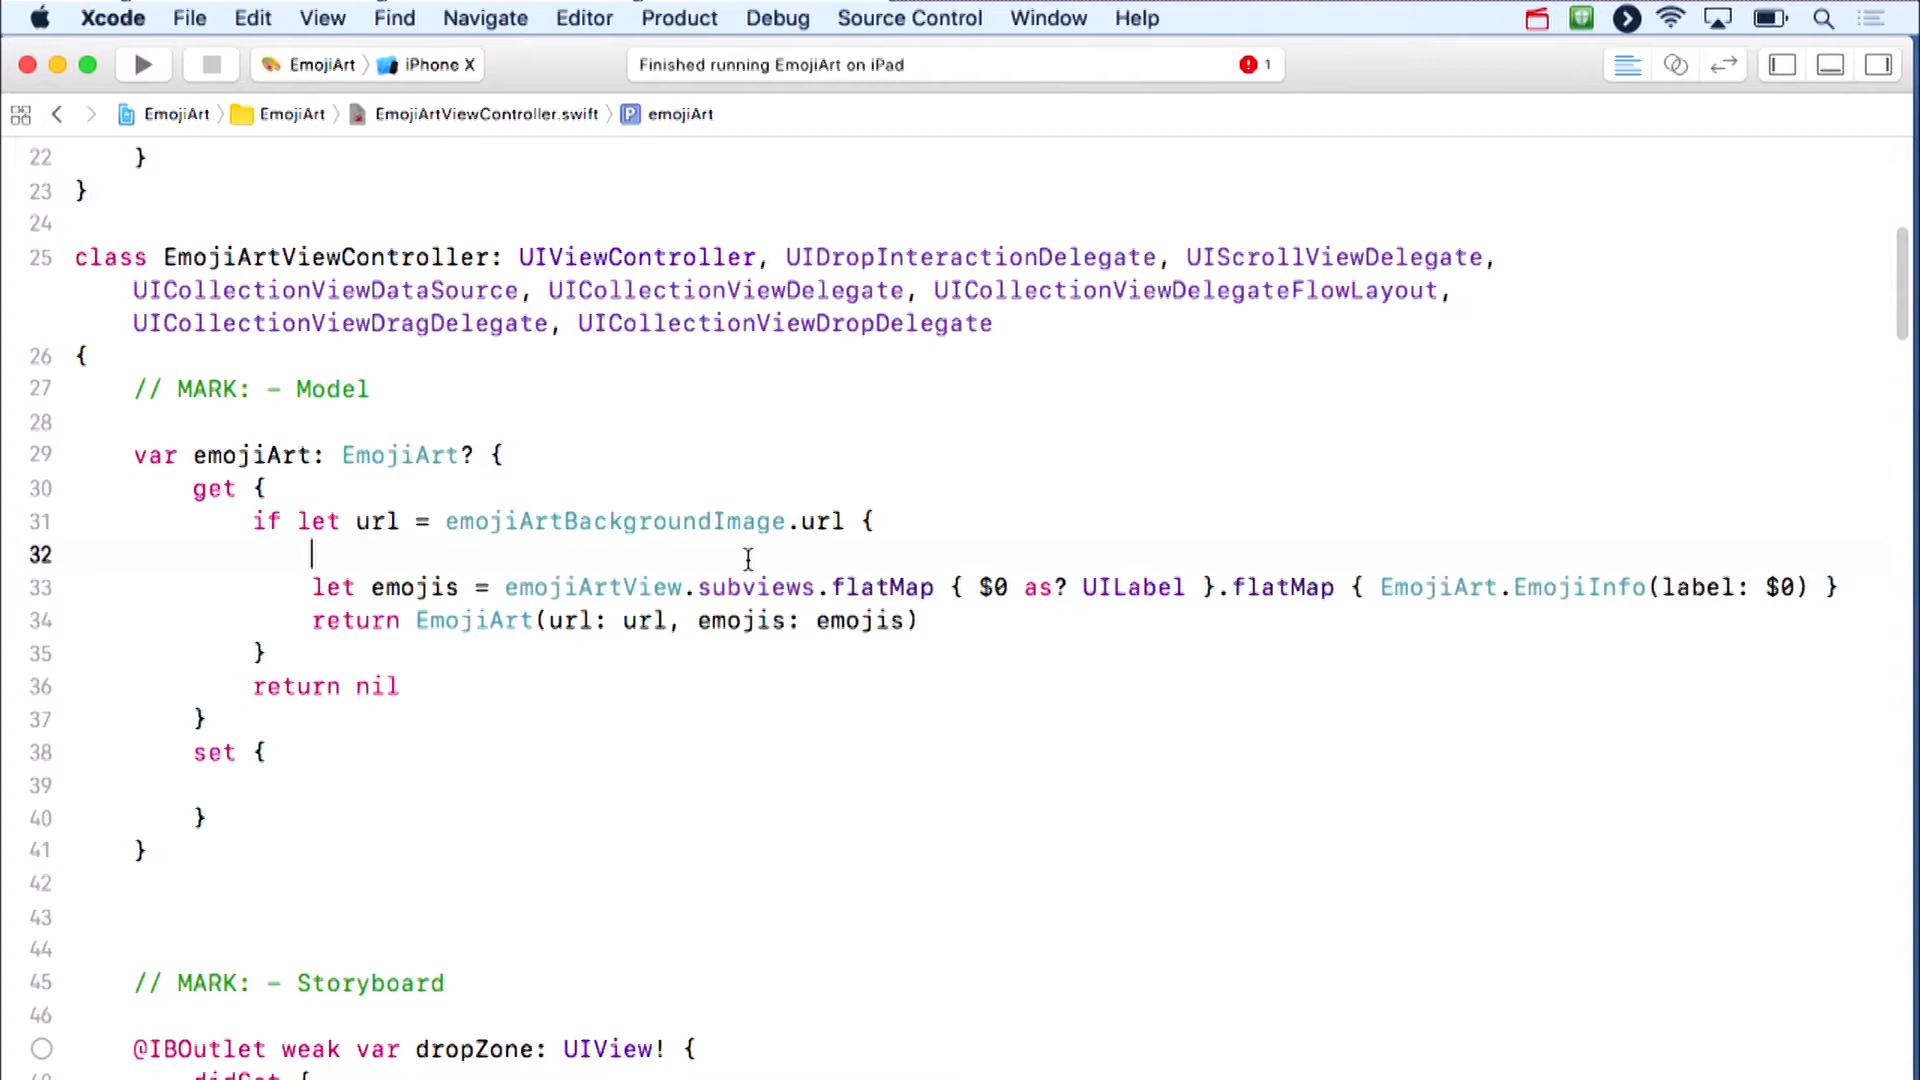 Xcode File Edit View Find Navigate Editor Product Debug Source Control Window Help
EmojiArt iPhone X Finished running EmojiArt on iPad 1
EmojiArt EmojiArt EmojiArtViewController.swift P emojiArt
22 }
23 }
24
25 class EmojiArtViewController: UIViewController, UIDropInteractionDelegate, UIScrollViewDelegate,
UICollectionViewDataSource, UICollectionViewDelegate, UICollectionViewDelegateFlowLayout,
UICollectionViewDragDelegate, UICollectionViewDropDelegate
26 {
27 // MARK: - Model
28
29 var emojiArt: EmojiArt? {
30 get {
31 if let url = emojiArtBackgroundImage.url {
32
33 let emojis = emojiArtView.subviews.flatMap { $0 as? UILabel }.flatMap { EmojiArt.EmojiInfo(label: $0) }
34 return EmojiArt(url: url, emojis: emojis)
35 }
36 return nil
37 }
38 set {
39
40 }
41 }
42
43
44
45 // MARK: - Storyboard
46
@IBOutlet weak var dropZone: UIView! {
didSet {